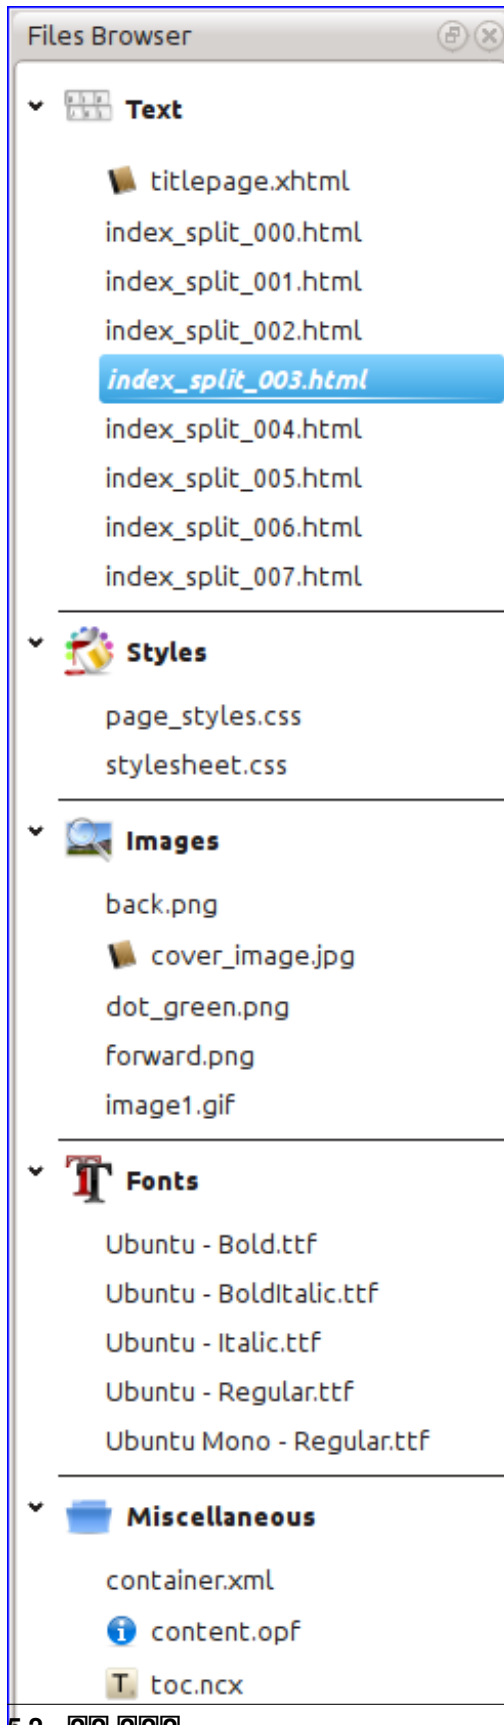 Files Browser
Text
titlepage.xhtml
index_split_000.html
index_split_001.html
index_split_002.html
index_split_003.html
index_split_004.html
index_split_005.html
index_split_006.html
index_split_007.html
Styles
page_styles.css
stylesheet.css
Images
back.png
cover_image.jpg
dot_green.png
forward.png
image1.gif
Fonts
Ubuntu - Bold.ttf
Ubuntu - BoldItalic.ttf
Ubuntu - Italic.ttf
Ubuntu - Regular.ttf
Ubuntu Mono - Regular.ttf
Miscellaneous
container.xml
content.opf
toc.ncx